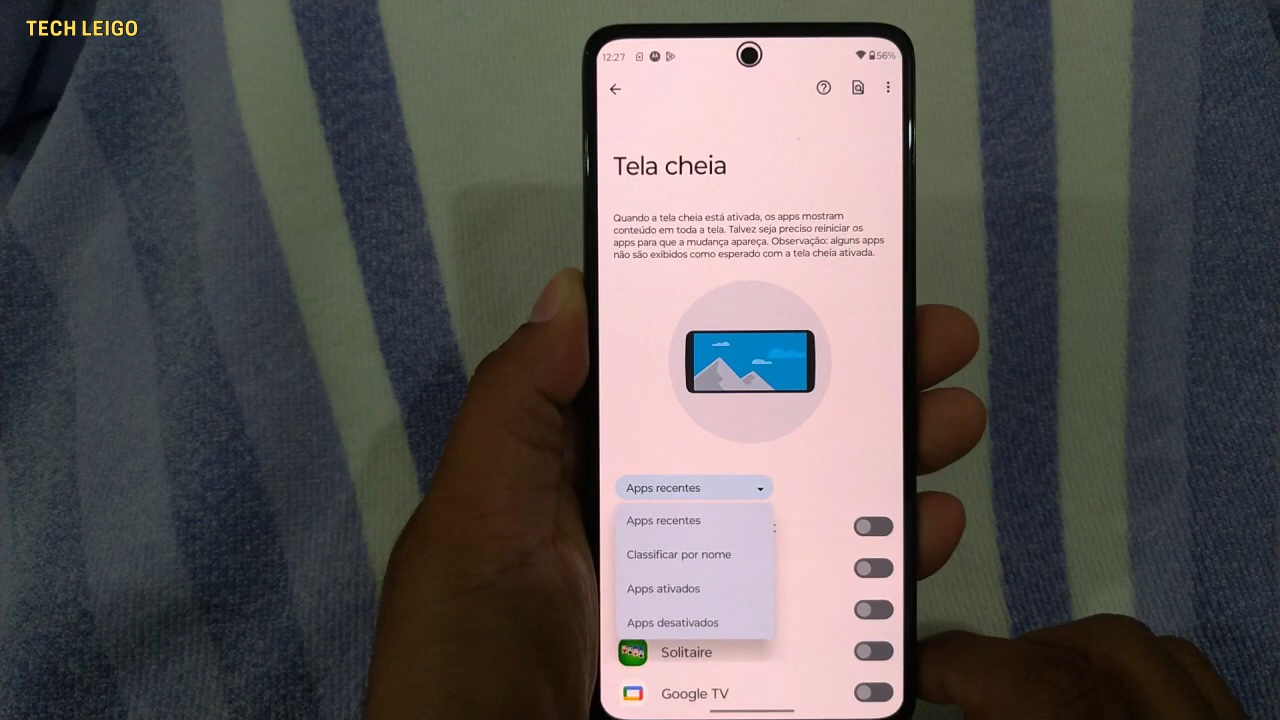 TECH LEIGO
12:27
56%
Tela cheia
Quando a tela cheia está ativada, os apps mostram
conteúdo em toda a tela. Talvez seja preciso reiniciar os
apps para que a mudança apareça. Observação: alguns apps
não são exibidos como esperado com a tela cheia ativada.
Apps recentes
Apps recentes
Classificar por nome
Apps ativados
Apps desativados
Solitaire
Google TV